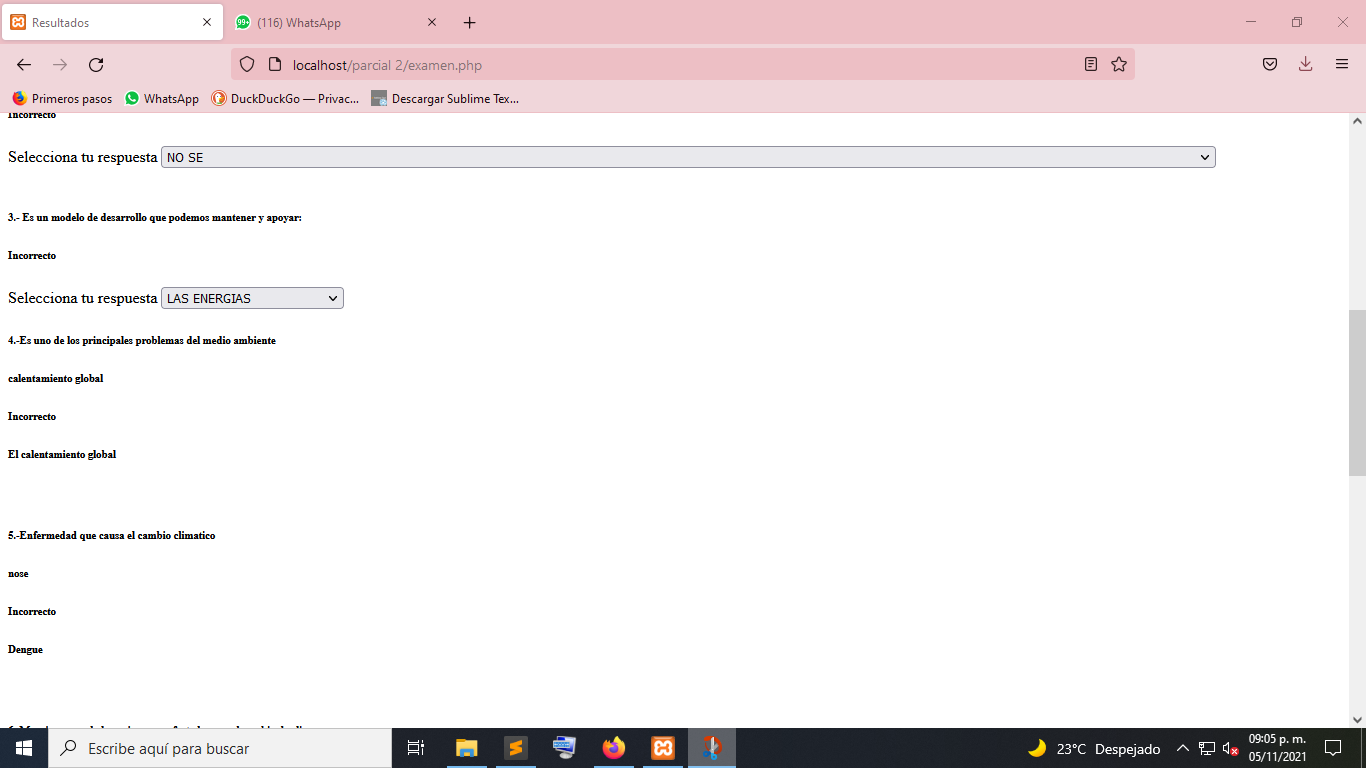 Resultados
(116) WhatsApp
localhost/parcial 2/examen.php
Primeros pasos
WhatsApp
DuckDuckGo — Privac...
Descargar Sublime Tex...
Incorrecto
Selecciona tu respuesta NO SE
3.- Es un modelo de desarrollo que podemos mantener y apoyar:
Incorrecto
Selecciona tu respuesta LAS ENERGIAS
4.-Es uno de los principales problemas del medio ambiente
calentamiento global
Incorrecto
El calentamiento global
5.-Enfermedad que causa el cambio climatico
nose
Incorrecto
Dengue
Escribe aquí para buscar
23°C Despejado
09:05 p. m.
05/11/2021